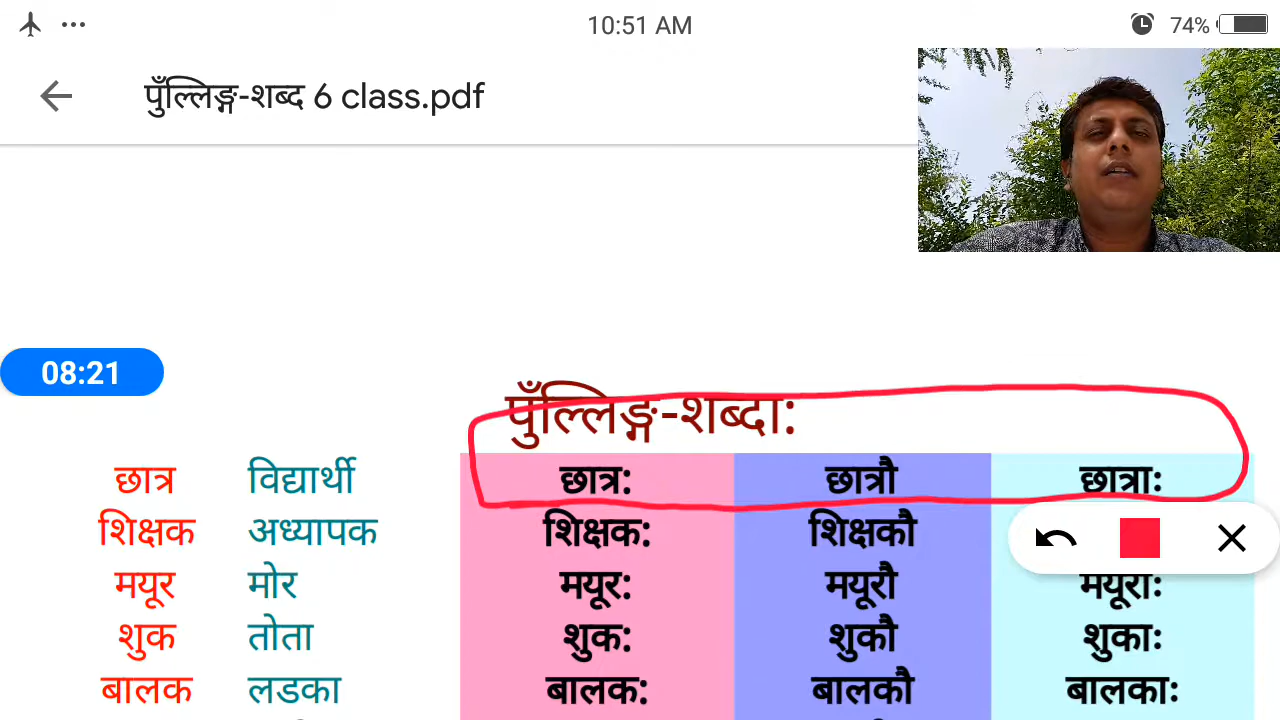 10:51 AM
74%
पुँल्लिङ्ग-शब्द 6 class.pdf
08:21
पुँल्लिङ्ग-शब्दा:
छात्र विद्यार्थी छात्र: छात्रौ छात्रा:
शिक्षक अध्यापक शिक्षक: शिक्षकौ
मयूर मोर मयूर: मयूरौ मयूरा:
शुक तोता शुक: शुकौ शुका:
बालक लडका बालक: बालकौ बालका: